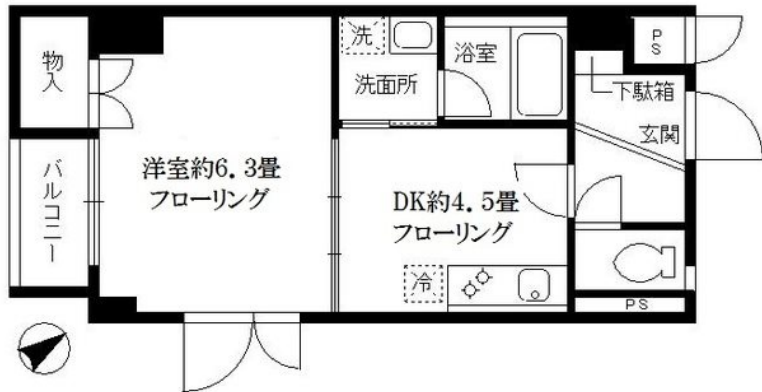 物入
洗
洗面所
浴室
PS
下駄箱
玄関
バルコニー
洋室約6.3畳
フローリング
DK約4.5畳
フローリング
冷
PS